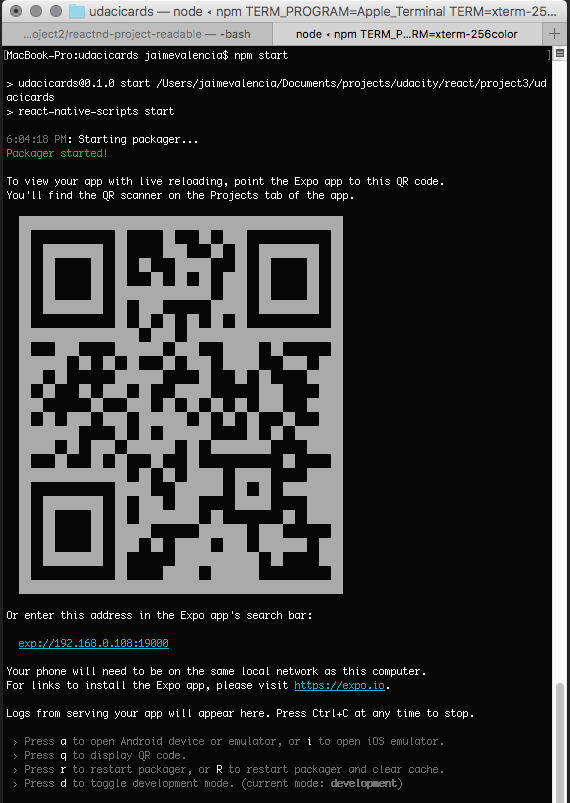 udacicards — node ◂ npm TERM_PROGRAM=Apple_Terminal TERM=xterm-25...
...oject2/reactnd-project-readable — -bash
node ◂ npm TERM_P...RM=xterm-256color
[MacBook-Pro:udacicards jaimevalencia$ npm start ]
> udacicards@0.1.0 start /Users/jaimevalencia/Documents/projects/udacity/react/project3/ud
acicards
> react-native-scripts start
6:04:18 PM: Starting packager...
Packager started!
To view your app with live reloading, point the Expo app to this QR code.
You'll find the QR scanner on the Projects tab of the app.
Or enter this address in the Expo app's search bar:
exp://192.168.0.108:19000
Your phone will need to be on the same local network as this computer.
For links to install the Expo app, please visit https://expo.io.
Logs from serving your app will appear here. Press Ctrl+C at any time to stop.
› Press a to open Android device or emulator, or i to open iOS emulator.
› Press q to display QR code.
› Press r to restart packager, or R to restart packager and clear cache.
› Press d to toggle development mode. (current mode: development)